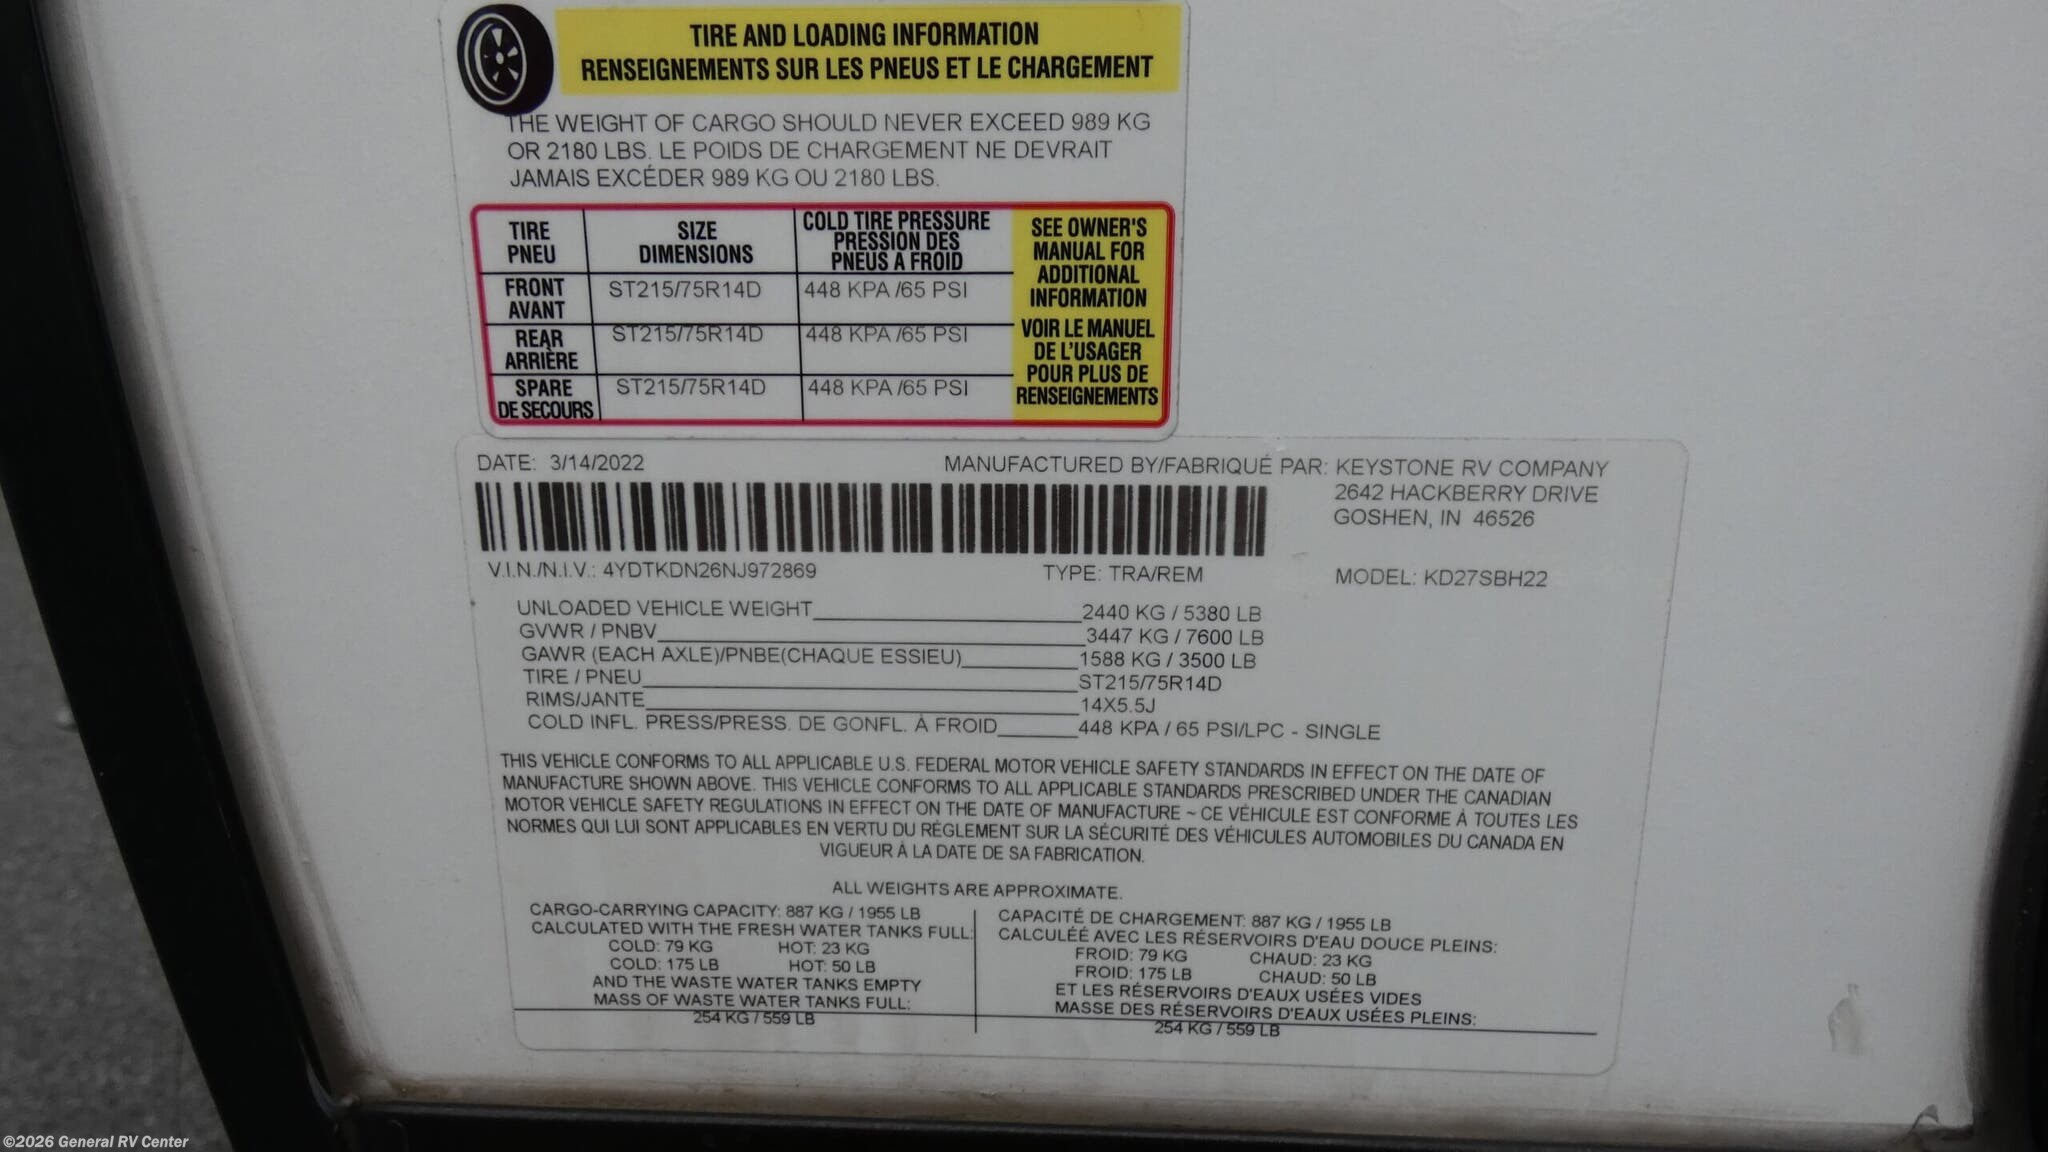 TIRE AND LOADING INFORMATION
RENSEIGNEMENTS SUR LES PNEUS ET LE CHARGEMENT
THE WEIGHT OF CARGO SHOULD NEVER EXCEED 989 KG
OR 2180 LBS. LE POIDS DE CHARGEMENT NE DEVRAIT
JAMAIS EXCÉDER 989 KG OU 2180 LBS.
TIRE
PNEU
SIZE
DIMENSIONS
COLD TIRE PRESSURE
PRESSION DES
PNEUS A FROID
FRONT
AVANT
ST215/75R14D
448 KPA /65 PSI
REAR
ARRIÈRE
ST215/75R14D
448 KPA /65 PSI
SPARE
DE SECOURS
ST215/75R14D
448 KPA /65 PSI
SEE OWNER'S
MANUAL FOR
ADDITIONAL
INFORMATION
VOIR LE MANUEL
DE L'USAGER
POUR PLUS DE
RENSEIGNEMENTS
DATE: 3/14/2022
MANUFACTURED BY/FABRIQUÉ PAR: KEYSTONE RV COMPANY
2642 HACKBERRY DRIVE
GOSHEN, IN 46526
V.I.N./N.I.V.: 4YDTKDN26NJ972869 TYPE: TRA/REM MODEL: KD27SBH22
UNLOADED VEHICLE WEIGHT 2440 KG / 5380 LB
GVWR / PNBV 3447 KG / 7600 LB
GAWR (EACH AXLE)/PNBE(CHAQUE ESSIEU) 1588 KG / 3500 LB
TIRE / PNEU ST215/75R14D
RIMS/JANTE 14X5.5J
COLD INFL. PRESS/PRESS. DE GONFL. À FROID 448 KPA / 65 PSI/LPC - SINGLE
THIS VEHICLE CONFORMS TO ALL APPLICABLE U.S. FEDERAL MOTOR VEHICLE SAFETY STANDARDS IN EFFECT ON THE DATE OF
MANUFACTURE SHOWN ABOVE. THIS VEHICLE CONFORMS TO ALL APPLICABLE STANDARDS PRESCRIBED UNDER THE CANADIAN
MOTOR VEHICLE SAFETY REGULATIONS IN EFFECT ON THE DATE OF MANUFACTURE ~ CE VÉHICULE EST CONFORME À TOUTES LES
NORMES QUI LUI SONT APPLICABLES EN VERTU DU RÉGLEMENT SUR LA SÉCURITÉ DES VÉHICULES AUTOMOBILES DU CANADA EN
VIGUEUR À LA DATE DE SA FABRICATION.
ALL WEIGHTS ARE APPROXIMATE.
CARGO-CARRYING CAPACITY: 887 KG / 1955 LB
CALCULATED WITH THE FRESH WATER TANKS FULL:
COLD: 79 KG HOT: 23 KG
COLD: 175 LB HOT: 50 LB
AND THE WASTE WATER TANKS EMPTY
MASS OF WASTE WATER TANKS FULL:
254 KG / 559 LB
CAPACITÉ DE CHARGEMENT: 887 KG / 1955 LB
CALCULÉE AVEC LES RÉSERVOIRS D'EAU DOUCE PLEINS:
FROID: 79 KG CHAUD: 23 KG
FROID: 175 LB CHAUD: 50 LB
ET LES RÉSERVOIRS D'EAUX USÉES VIDES
MASSE DES RÉSERVOIRS D'EAUX USÉES PLEINS:
254 KG / 559 LB
©2026 General RV Center